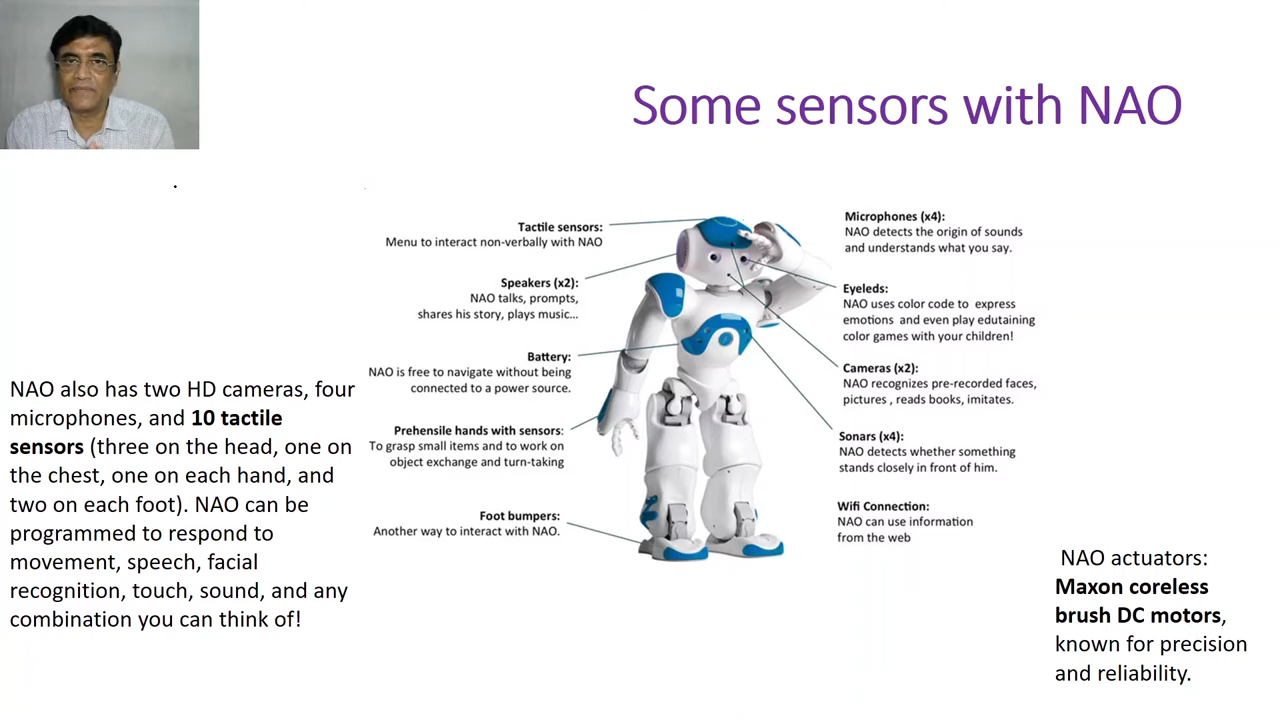 Some sensors with NAO
Tactile sensors:
Menu to interact non-verbally with NAO
Speakers (x2):
NAO talks, prompts,
shares his story, plays music...
Battery:
NAO is free to navigate without being
connected to a power source.
Prehensile hands with sensors:
To grasp small items and to work on
object exchange and turn-taking
Foot bumpers:
Another way to interact with NAO.
Microphones (x4):
NAO detects the origin of sounds
and understands what you say.
Eyeleds:
NAO uses color code to express
emotions and even play edutaining
color games with your children!
Cameras (x2):
NAO recognizes pre-recorded faces,
pictures , reads books, imitates.
Sonars (x4):
NAO detects whether something
stands closely in front of him.
Wifi Connection:
NAO can use information
from the web
NAO also has two HD cameras, four
microphones, and 10 tactile
sensors (three on the head, one on
the chest, one on each hand, and
two on each foot). NAO can be
programmed to respond to
movement, speech, facial
recognition, touch, sound, and any
combination you can think of!
NAO actuators:
Maxon coreless
brush DC motors,
known for precision
and reliability.